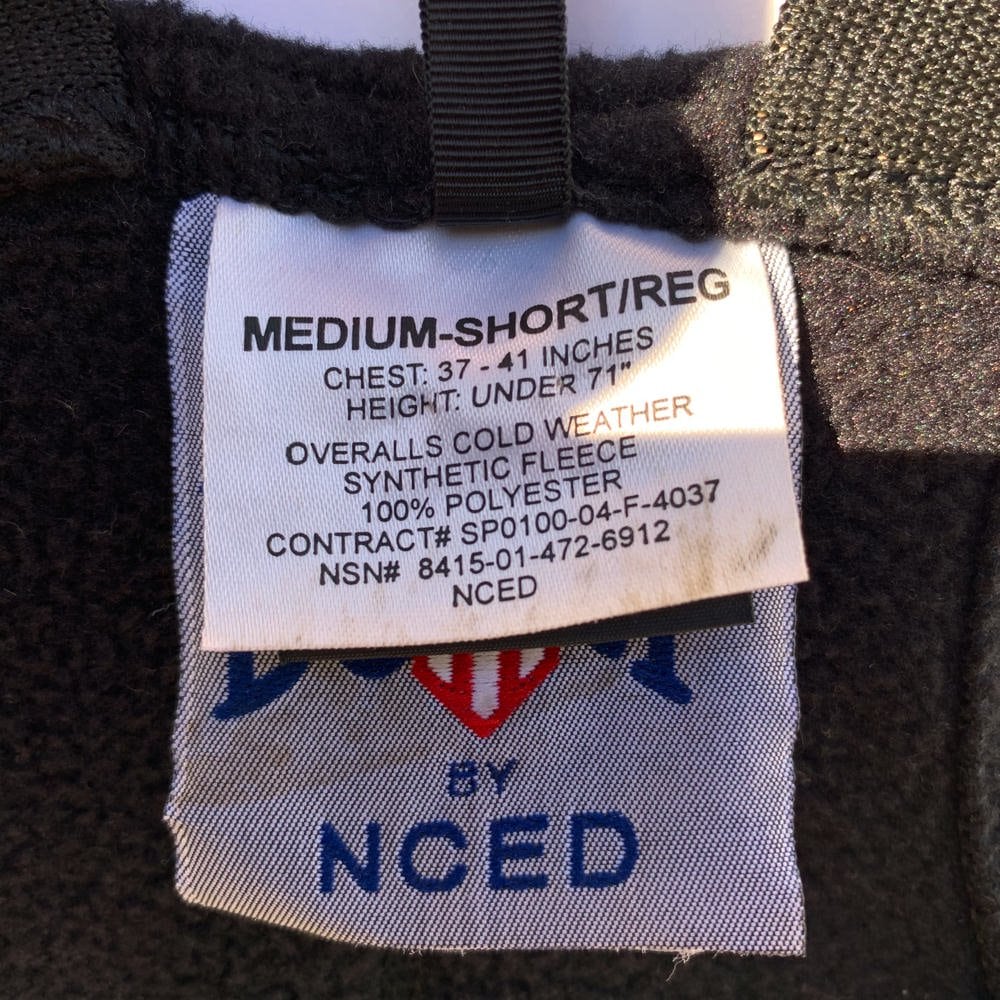 MEDIUM-SHORT/REG
CHEST: 37 - 41 INCHES
HEIGHT: UNDER 71"
OVERALLS COLD WEATHER
SYNTHETIC FLEECE
100% POLYESTER
CONTRACT# SP0100-04-F-4037
NSN# 8415-01-472-6912
NCED
BY
NCED